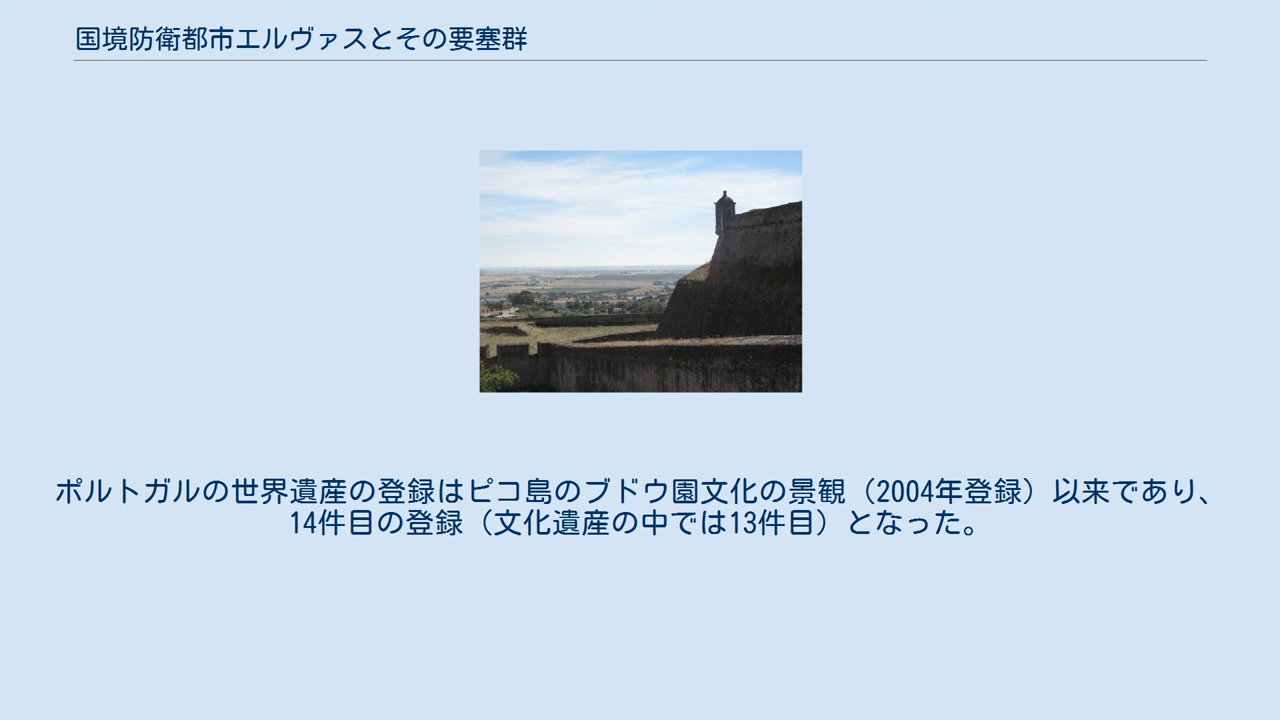 国境防衛都市エルヴァスとその要塞群
ポルトガルの世界遺産の登録はピコ島のブドウ園文化の景観（2004年登録）以来であり、
14件目の登録（文化遺産の中では13件目）となった。